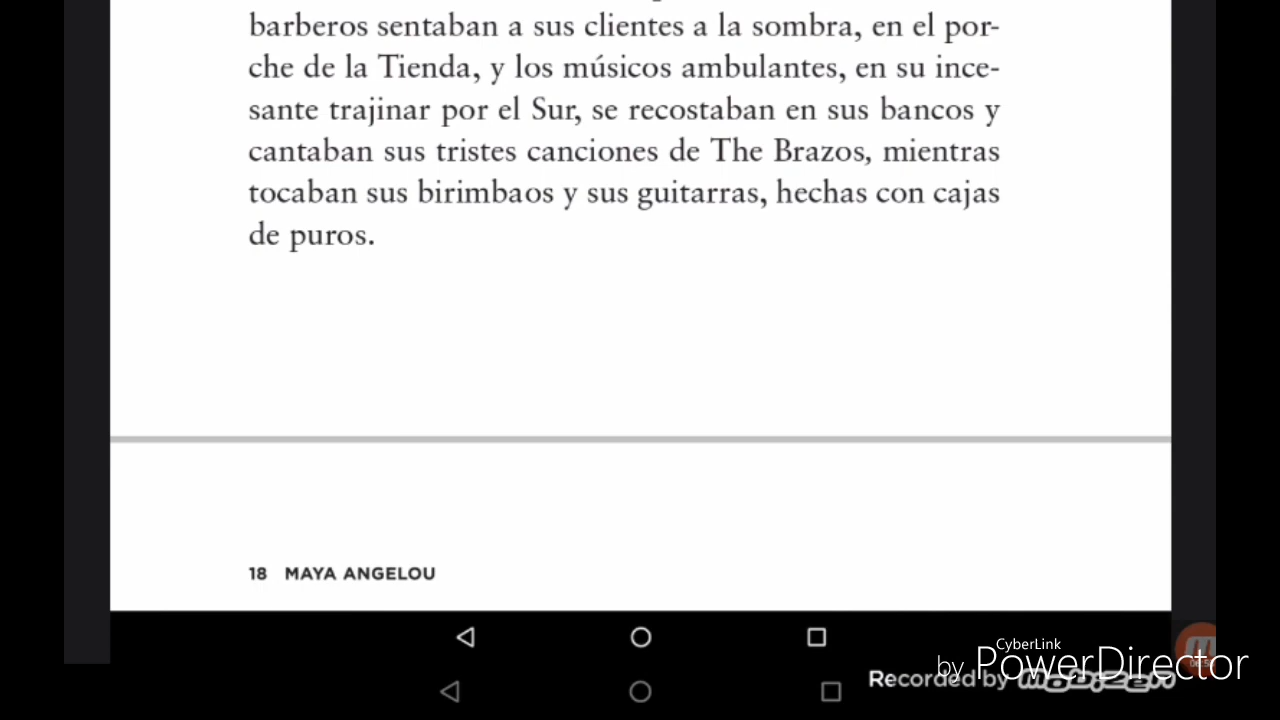 barberos sentaban a sus clientes a la sombra, en el por-
che de la Tienda, y los músicos ambulantes, en su ince-
sante trajinar por el Sur, se recostaban en sus bancos y
cantaban sus tristes canciones de The Brazos, mientras
tocaban sus birimbaos y sus guitarras, hechas con cajas
de puros.
18 MAYA ANGELOU
CyberLink
by PowerDirector
Recorded by mobizen